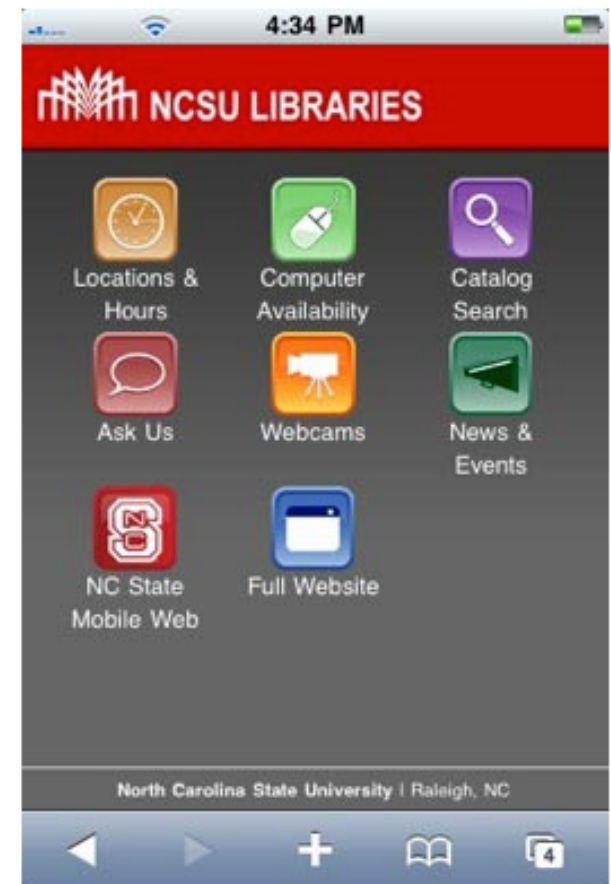 4:34 PM
NCSU LIBRARIES
Locations &
Hours
Computer
Availability
Catalog
Search
Ask Us
Webcams
News &
Events
NC State
Mobile Web
Full Website
North Carolina State University | Raleigh, NC
4